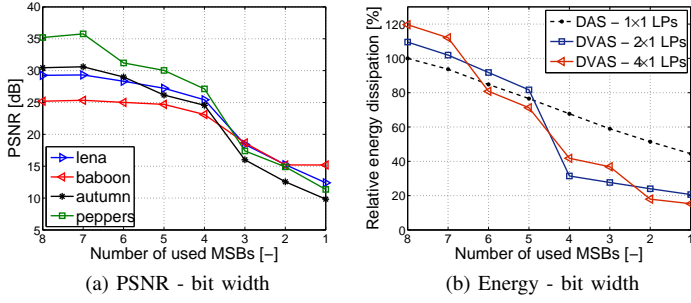 40
35
30
25
20
15
10
5
PSNR [dB]
lena
baboon
autumn
peppers
8 7 6 5 4 3 2 1
Number of used MSBs [−]
(a) PSNR - bit width
Relative energy dissipation [%]
120
100
80
60
40
20
0
DAS − 1×1 LPs
DVAS − 2×1 LPs
DVAS − 4×1 LPs
8 7 6 5 4 3 2 1
Number of used MSBs [−]
(b) Energy - bit width